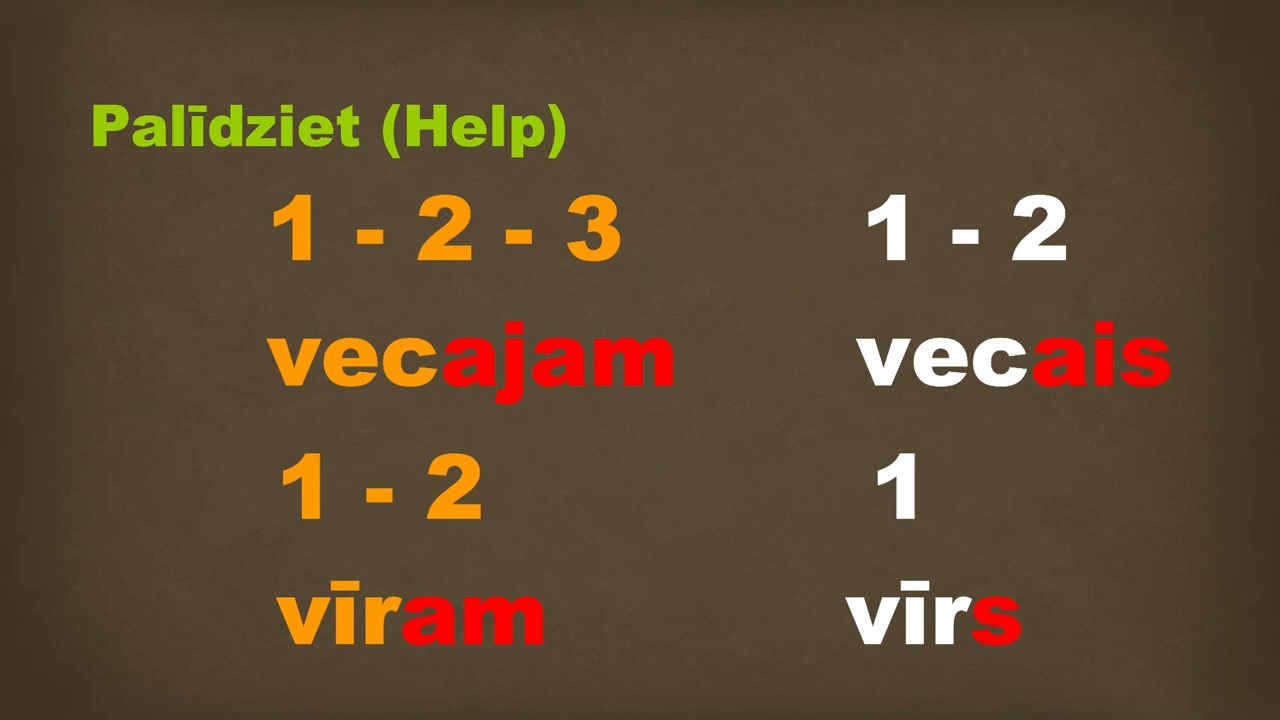 Palīdziet (Help)
1 - 2 - 3 1 - 2
vecajam vecais
1 - 2 1
vīram vīrs